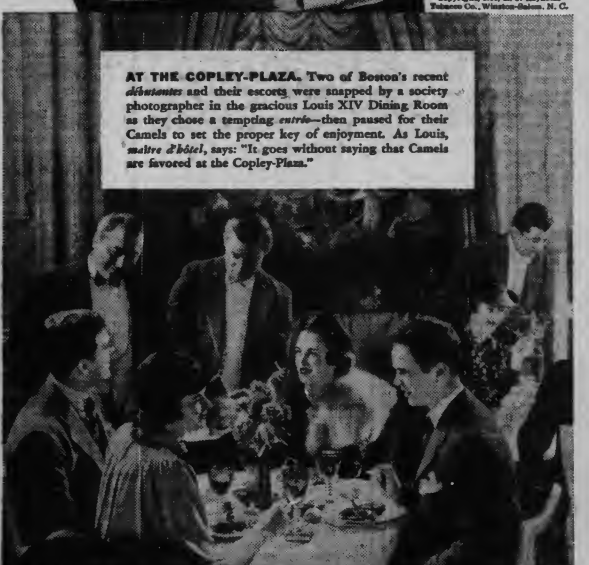 Tobacco Co., Winston-Salem, N. C.
AT THE COPLEY-PLAZA. Two of Boston's recent
débutantes and their escorts were snapped by a society
photographer in the gracious Louis XIV Dining Room
as they chose a tempting entrée—then paused for their
Camels to set the proper key of enjoyment. As Louis,
maître d'hôtel, says: "It goes without saying that Camels
are favored at the Copley-Plaza."